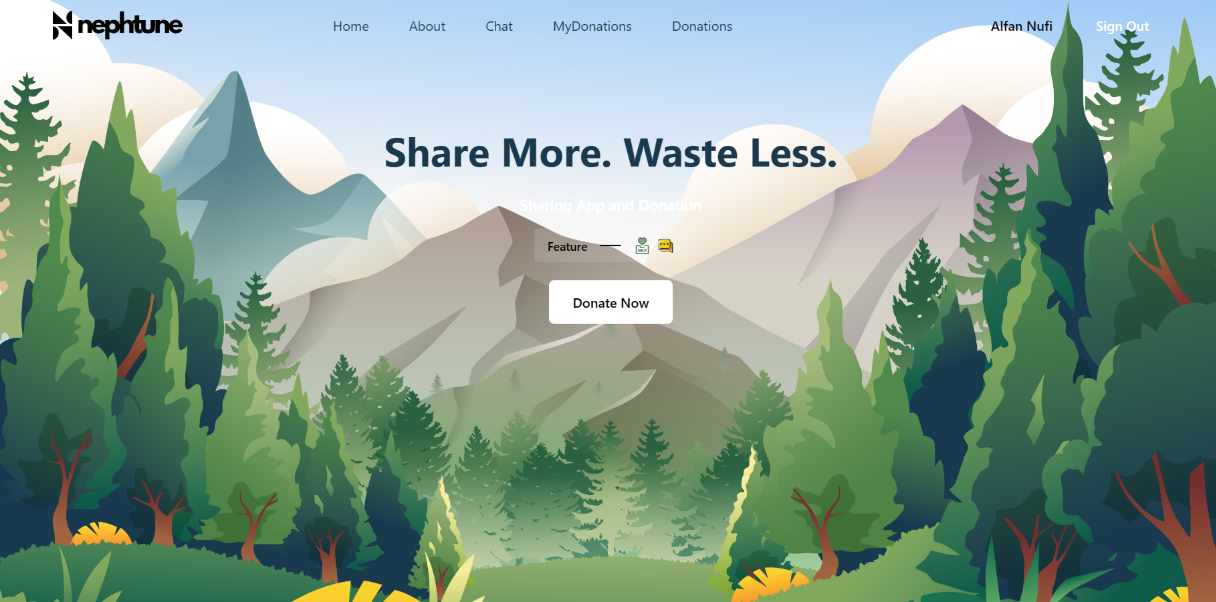 nephtune
Home About Chat MyDonations Donations
Alfan Nufi Sign Out
Share More. Waste Less.
Sharing App and Donation
Feature
Donate Now